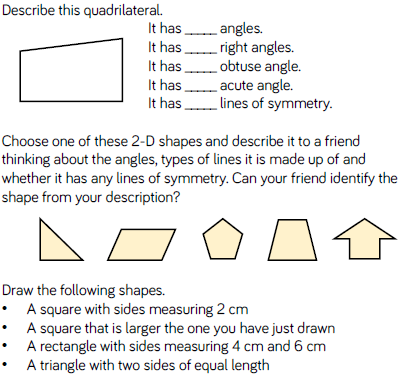 Describe this quadrilateral.
It has _____ angles.
It has _____ right angles.
It has _____ obtuse angle.
It has _____ acute angle.
It has _____ lines of symmetry.
Choose one of these 2-D shapes and describe it to a friend
thinking about the angles, types of lines it is made up of and
whether it has any lines of symmetry. Can your friend identify the
shape from your description?
Draw the following shapes.
• A square with sides measuring 2 cm
• A square that is larger the one you have just drawn
• A rectangle with sides measuring 4 cm and 6 cm
• A triangle with two sides of equal length